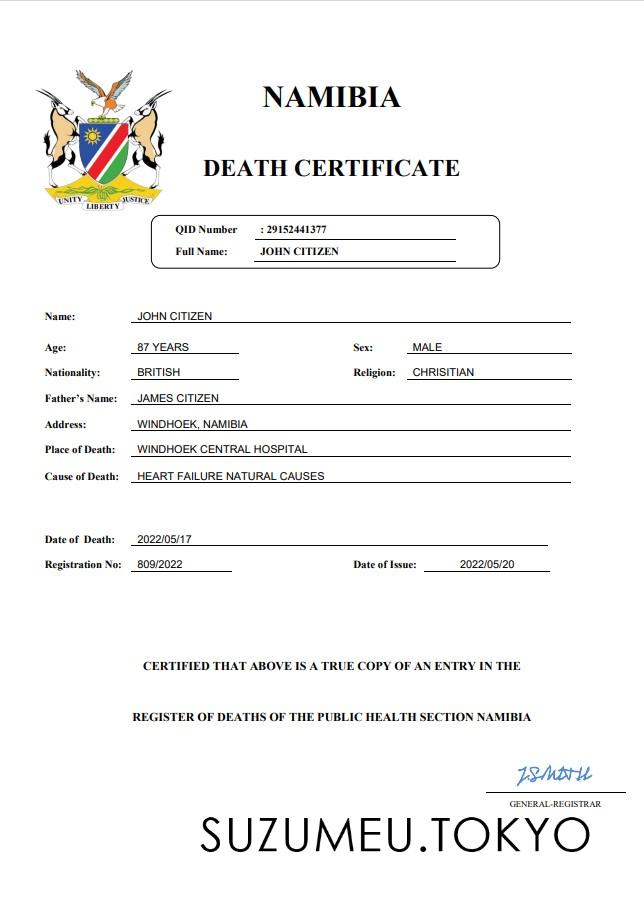 NAMIBIA
DEATH CERTIFICATE
UNITY LIBERTY JUSTICE
QID Number : 29152441377
Full Name: JOHN CITIZEN
Name: JOHN CITIZEN
Age: 87 YEARS Sex: MALE
Nationality: BRITISH Religion: CHRISITIAN
Father's Name: JAMES CITIZEN
Address: WINDHOEK, NAMIBIA
Place of Death: WINDHOEK CENTRAL HOSPITAL
Cause of Death: HEART FAILURE NATURAL CAUSES
Date of Death: 2022/05/17
Registration No: 809/2022 Date of Issue: 2022/05/20
CERTIFIED THAT ABOVE IS A TRUE COPY OF AN ENTRY IN THE
REGISTER OF DEATHS OF THE PUBLIC HEALTH SECTION NAMIBIA
GENERAL-REGISTRAR
SUZUMEU.TOKYO